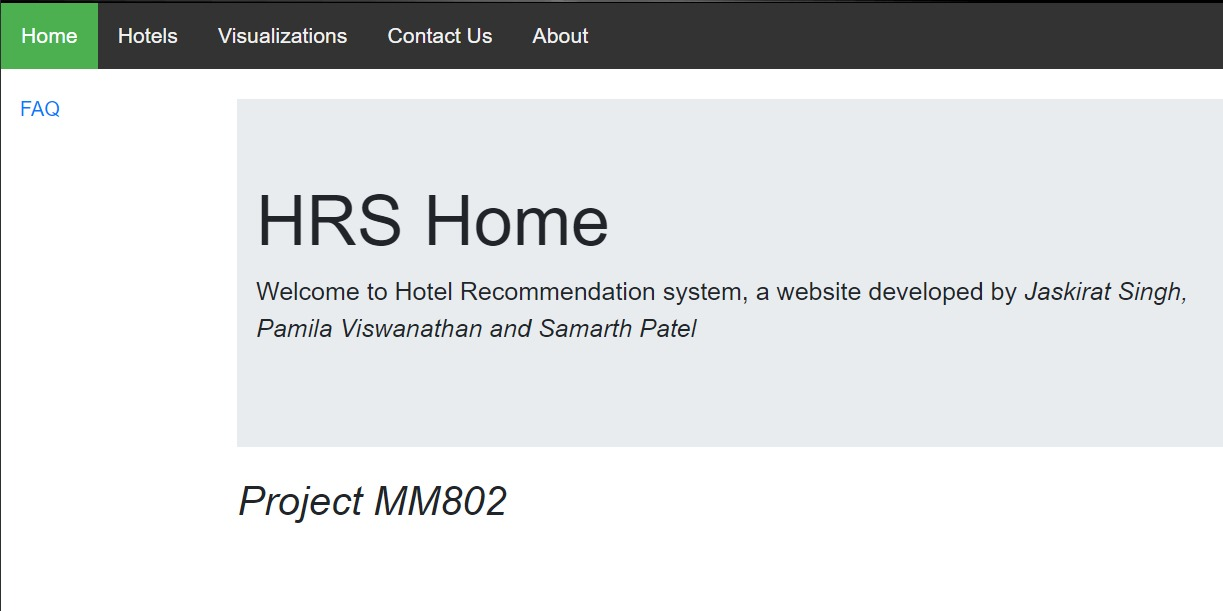 Home Hotels Visualizations Contact Us About
FAQ
HRS Home
Welcome to Hotel Recommendation system, a website developed by Jaskirat Singh,
Pamila Viswanathan and Samarth Patel
Project MM802